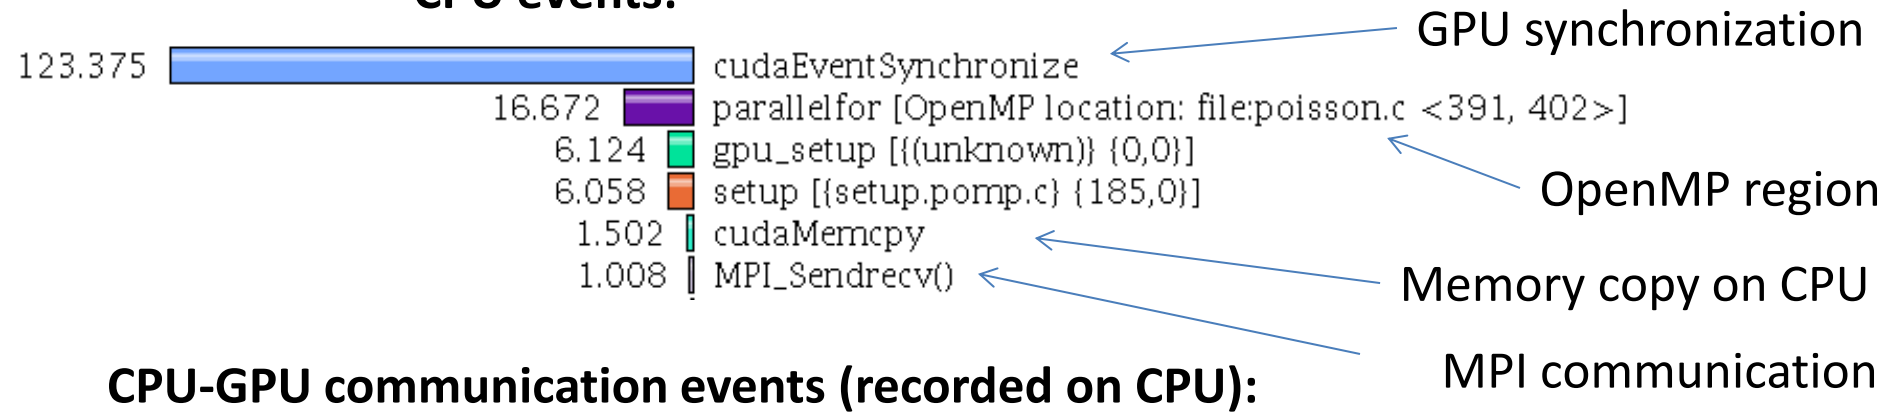 CPU events:
GPU synchronization
123.375 cudaEventSynchronize
16.672 parallelfor [OpenMP location: file:poisson.c <391, 402>]
6.124 gpu_setup [{(unknown)} {0,0}]
OpenMP region
6.058 setup [{setup.pomp.c} {185,0}]
1.502 cudaMemcpy
1.008 MPI_Sendrecv()
Memory copy on CPU
MPI communication
CPU-GPU communication events (recorded on CPU):